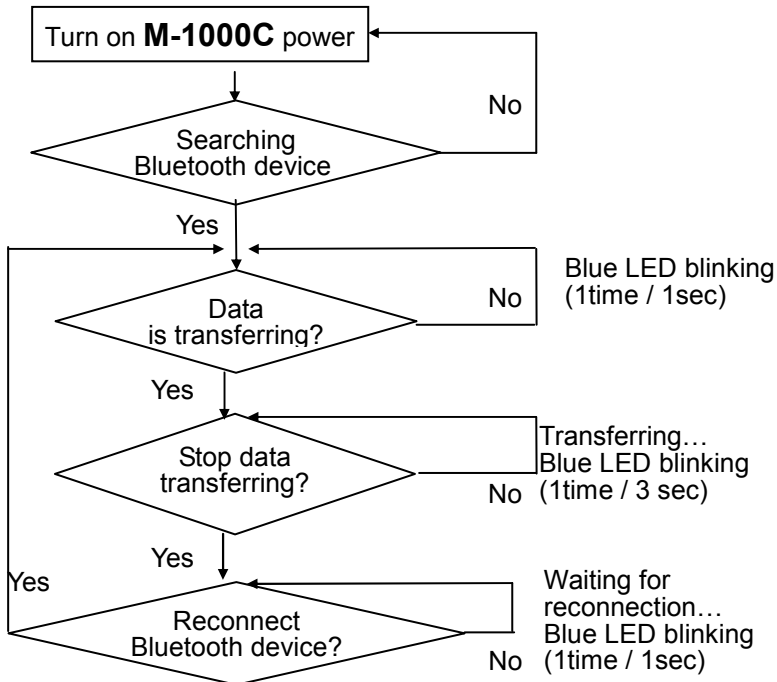 Turn on M-1000C power
No
Searching
Bluetooth device
Yes
Blue LED blinking
(1time / 1sec)
No
Data
is transferring?
Yes
Transferring…
Blue LED blinking
(1time / 3 sec)
No
Stop data
transferring?
Yes
Yes
Waiting for
reconnection…
Blue LED blinking
(1time / 1sec)
No
Reconnect
Bluetooth device?